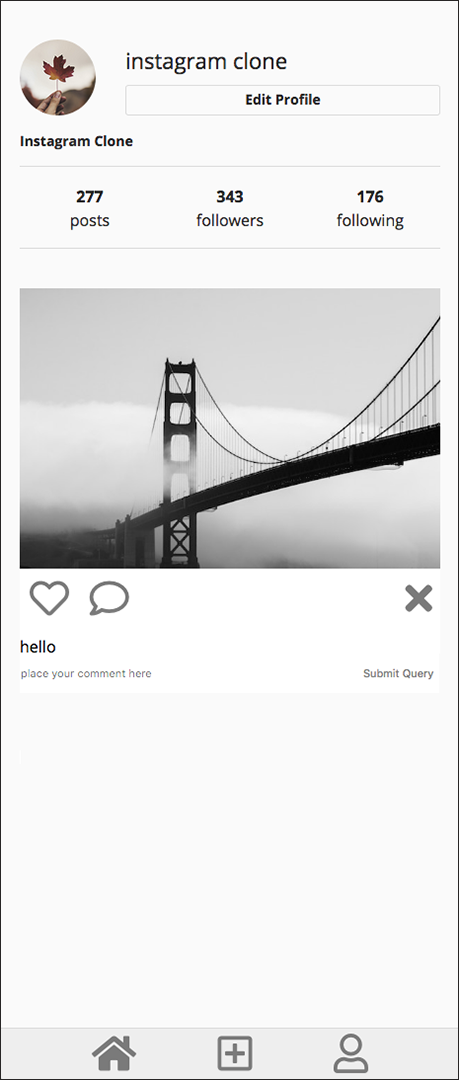 instagram clone
Edit Profile
Instagram Clone
277 343 176
posts followers following
hello
place your comment here Submit Query